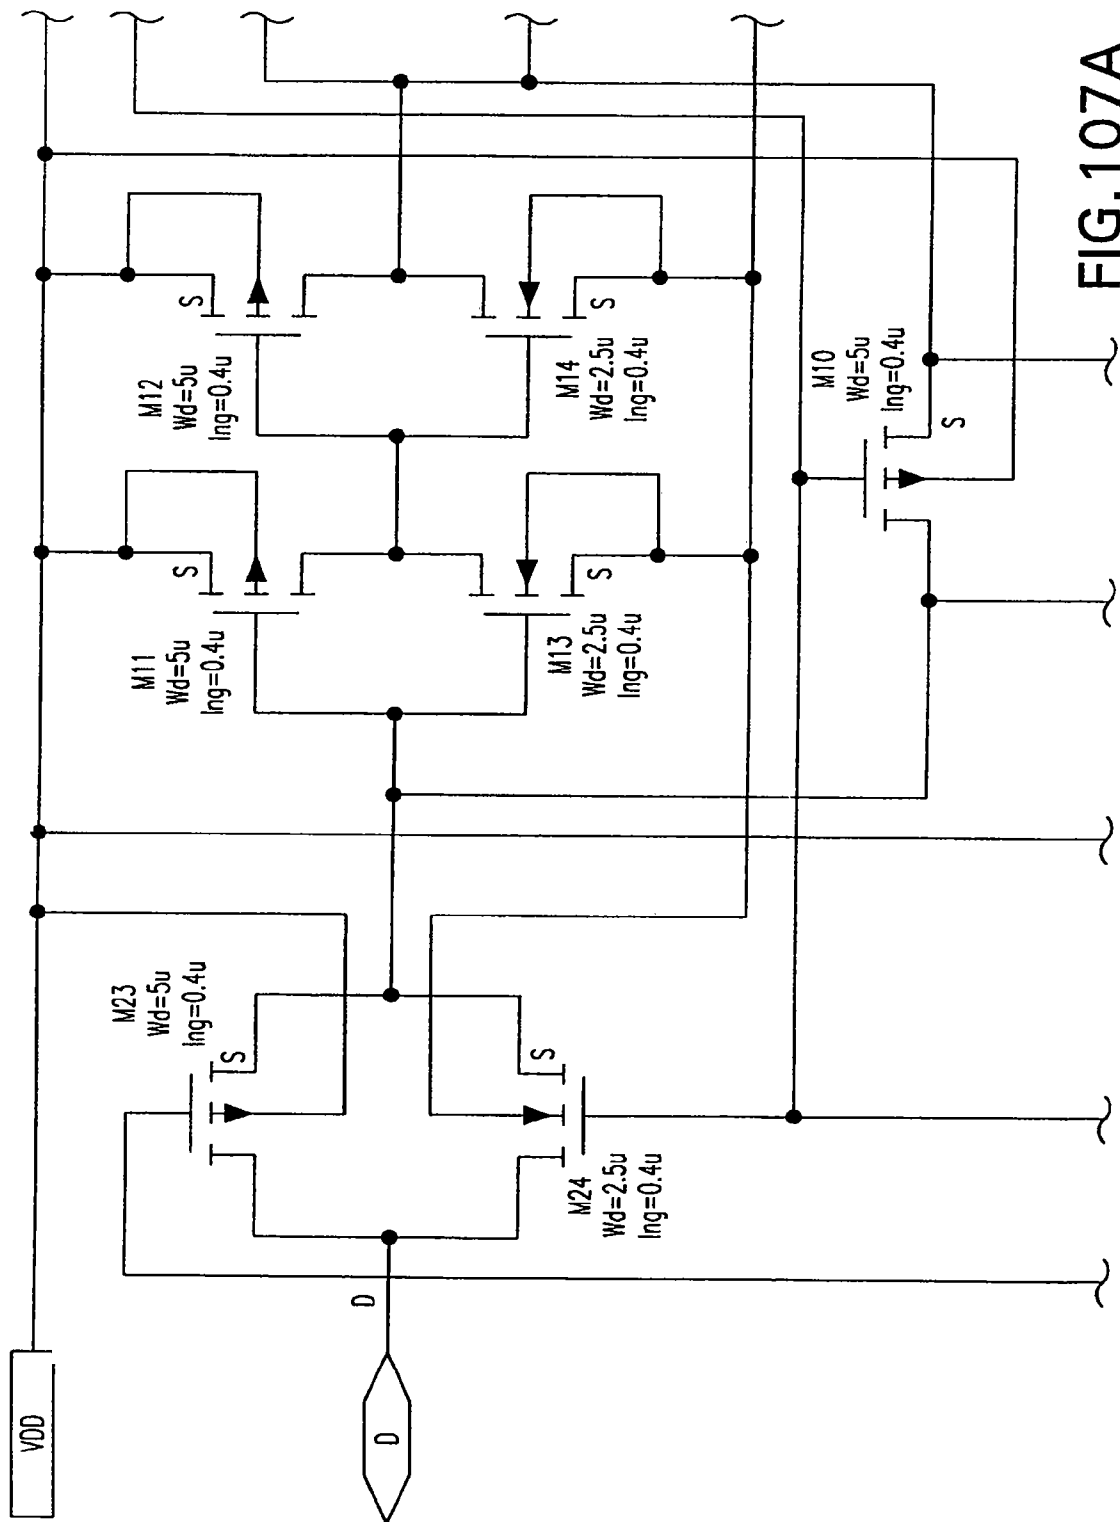 VDD
D
D
M23
Wd=5u
lng=0.4u
S
M24
Wd=2.5u
lng=0.4u
S
M11
Wd=5u
lng=0.4u
S
M13
Wd=2.5u
lng=0.4u
S
M12
Wd=5u
lng=0.4u
S
M14
Wd=2.5u
lng=0.4u
S
M10
Wd=5u
lng=0.4u
S
FIG.107A